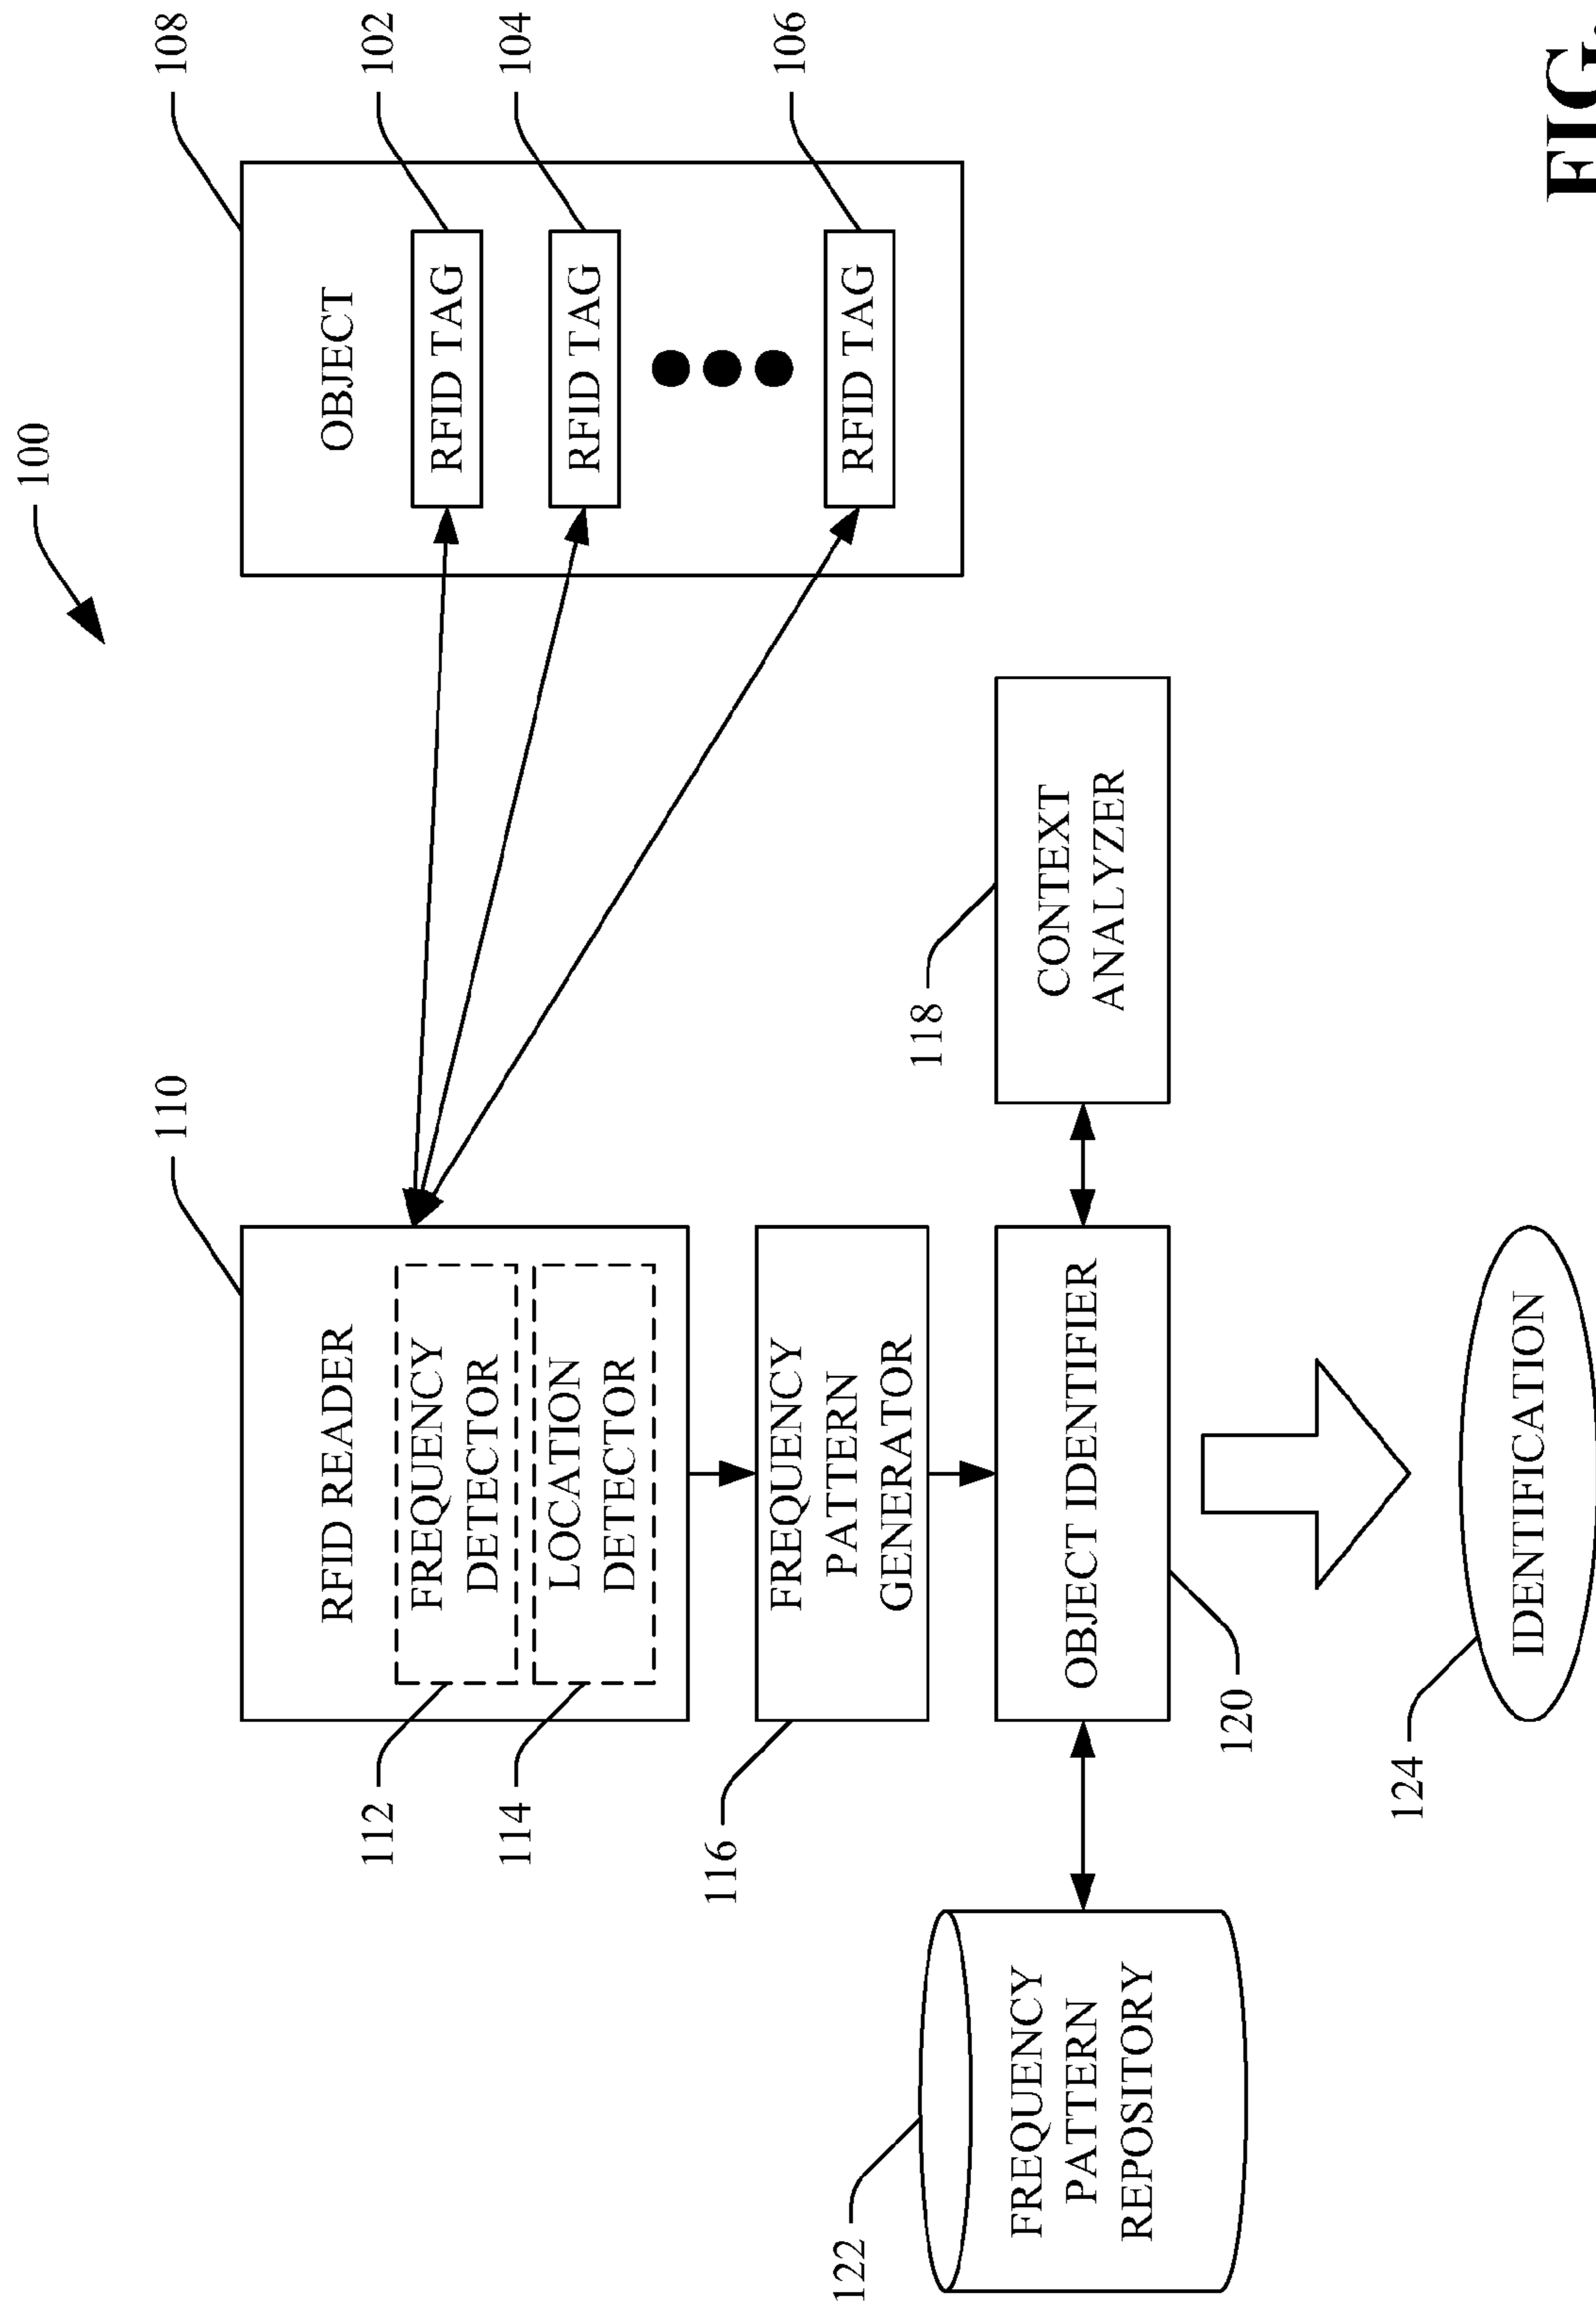 100
110
108
RFID READER
OBJECT
112
FREQUENCY
DETECTOR
RFID TAG
102
114
LOCATION
DETECTOR
RFID TAG
104
116
FREQUENCY
PATTERN
GENERATOR
RFID TAG
106
122
FREQUENCY
PATTERN
REPOSITORY
OBJECT IDENTIFIER
118
CONTEXT
ANALYZER
120
124
IDENTIFICATION
FIG.